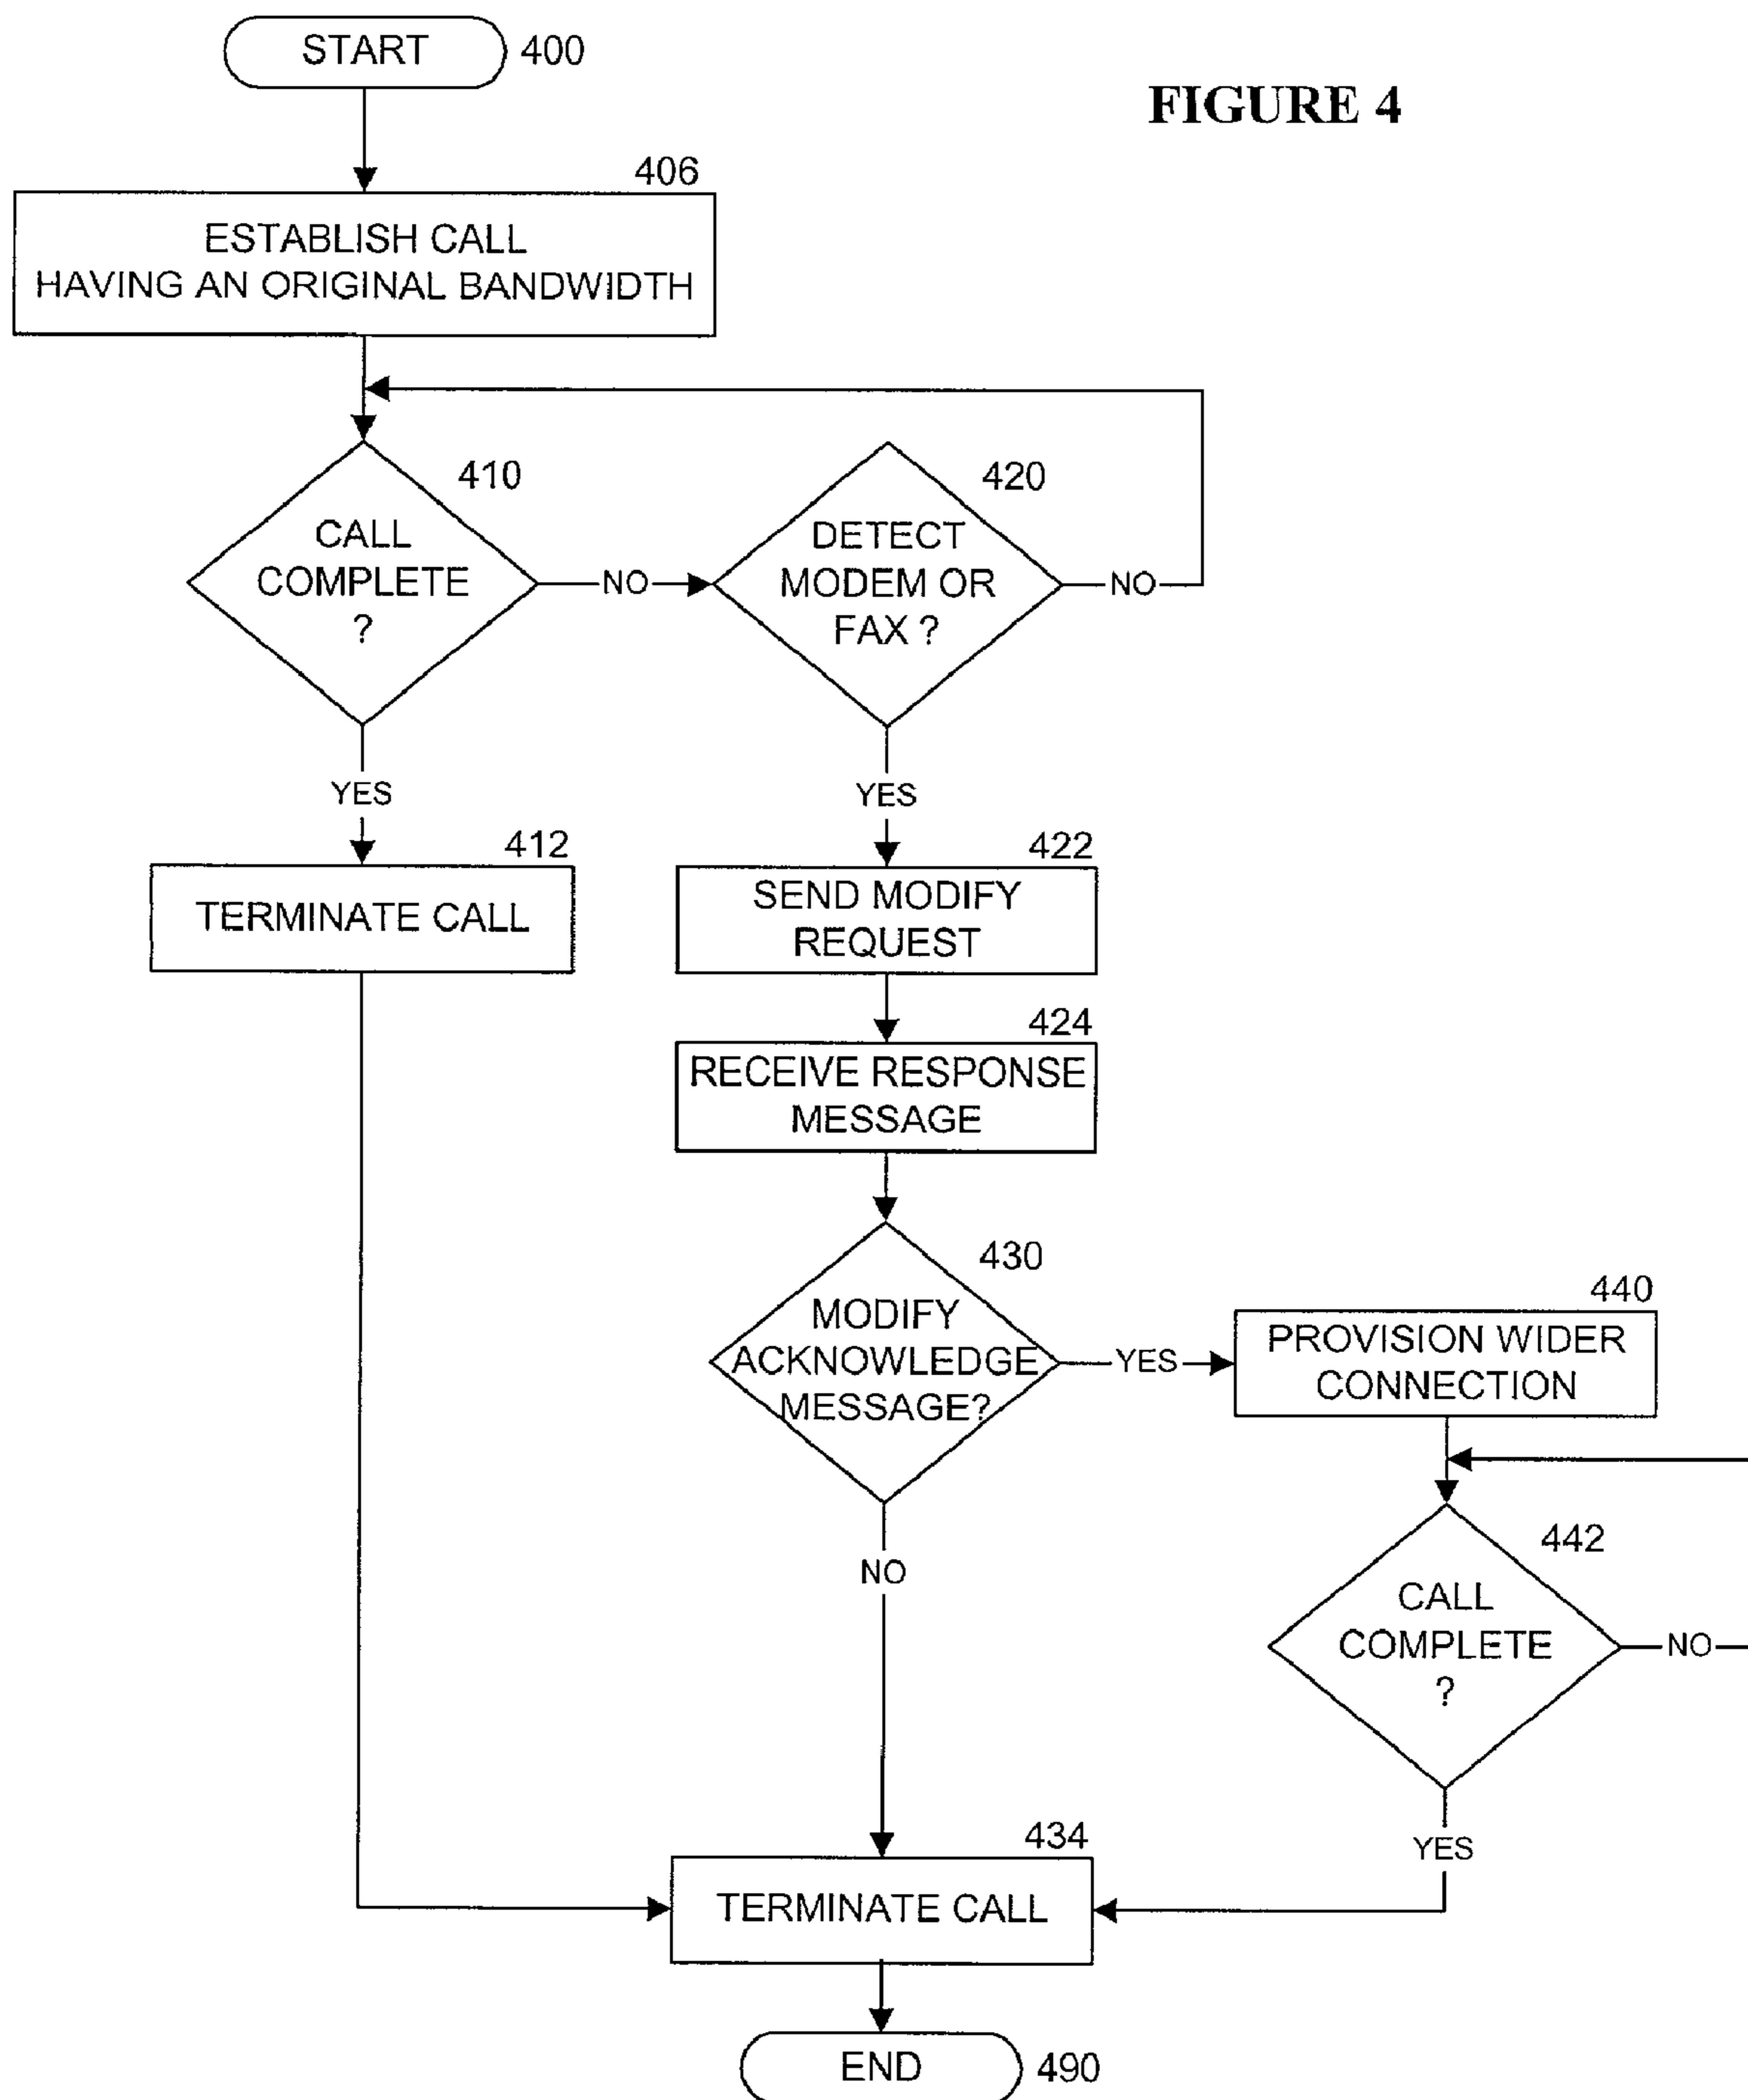 START
400
FIGURE 4
406
ESTABLISH CALL
HAVING AN ORIGINAL BANDWIDTH
410
CALL
COMPLETE
?
NO
420
DETECT
MODEM OR
FAX ?
NO
YES
YES
412
TERMINATE CALL
422
SEND MODIFY
REQUEST
424
RECEIVE RESPONSE
MESSAGE
430
MODIFY
ACKNOWLEDGE
MESSAGE?
YES
440
PROVISION WIDER
CONNECTION
NO
442
CALL
COMPLETE
?
NO
YES
434
TERMINATE CALL
END
490